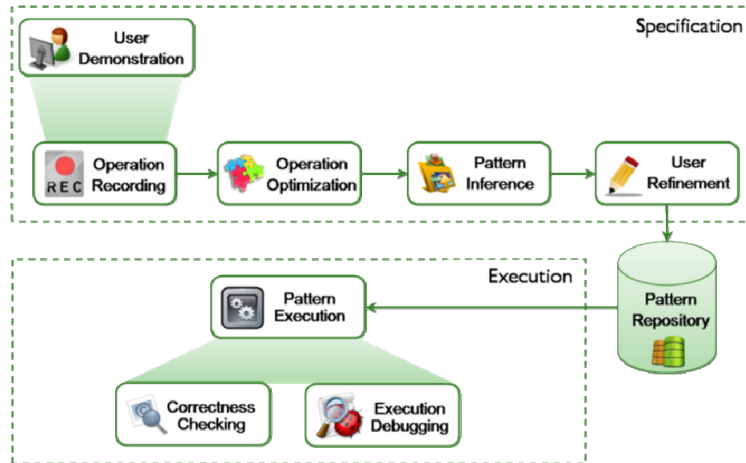 Specification
User
Demonstration
REC
Operation
Recording
Operation
Optimization
Pattern
Inference
User
Refinement
Execution
Pattern
Execution
Pattern
Repository
Correctness
Checking
Execution
Debugging